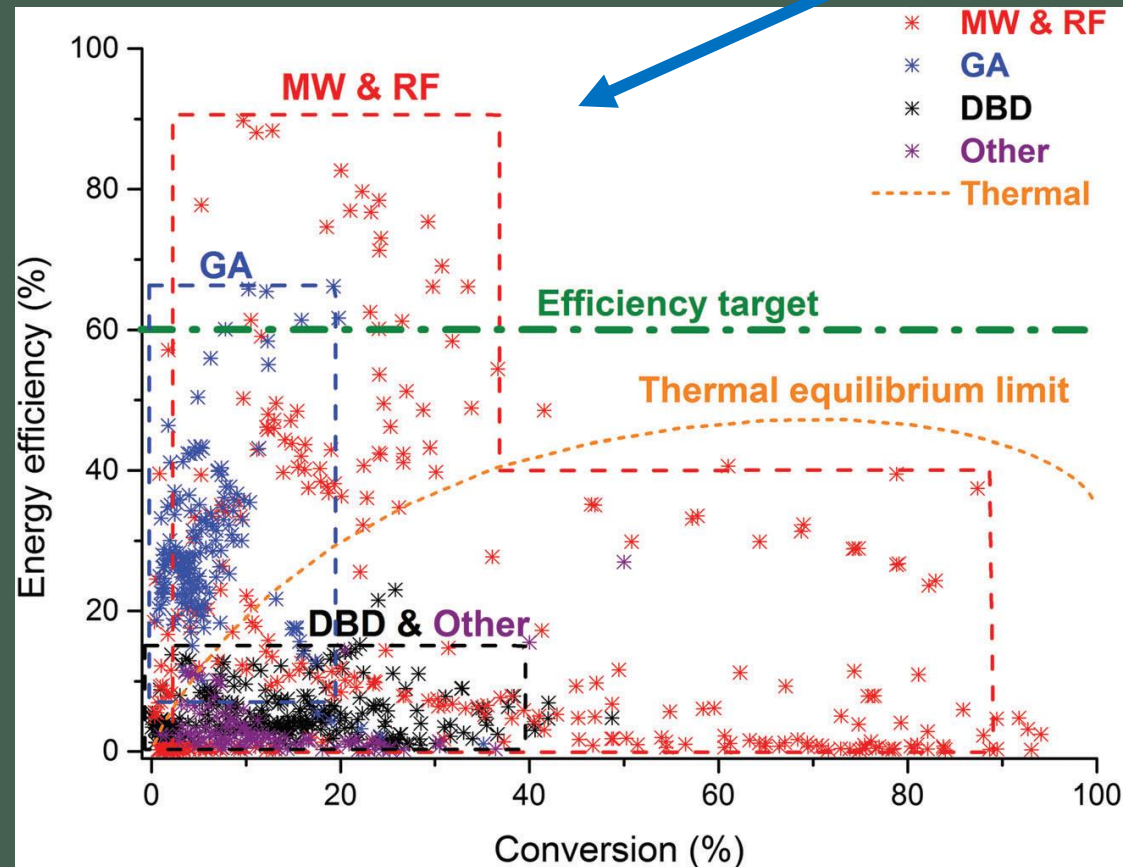 MW & RF
GA
DBD
Other
Thermal
100
80
60
40
20
0
Energy efficiency (%)
MW & RF
GA
Efficiency target
Thermal equilibrium limit
DBD & Other
0 20 40 60 80 100
Conversion (%)